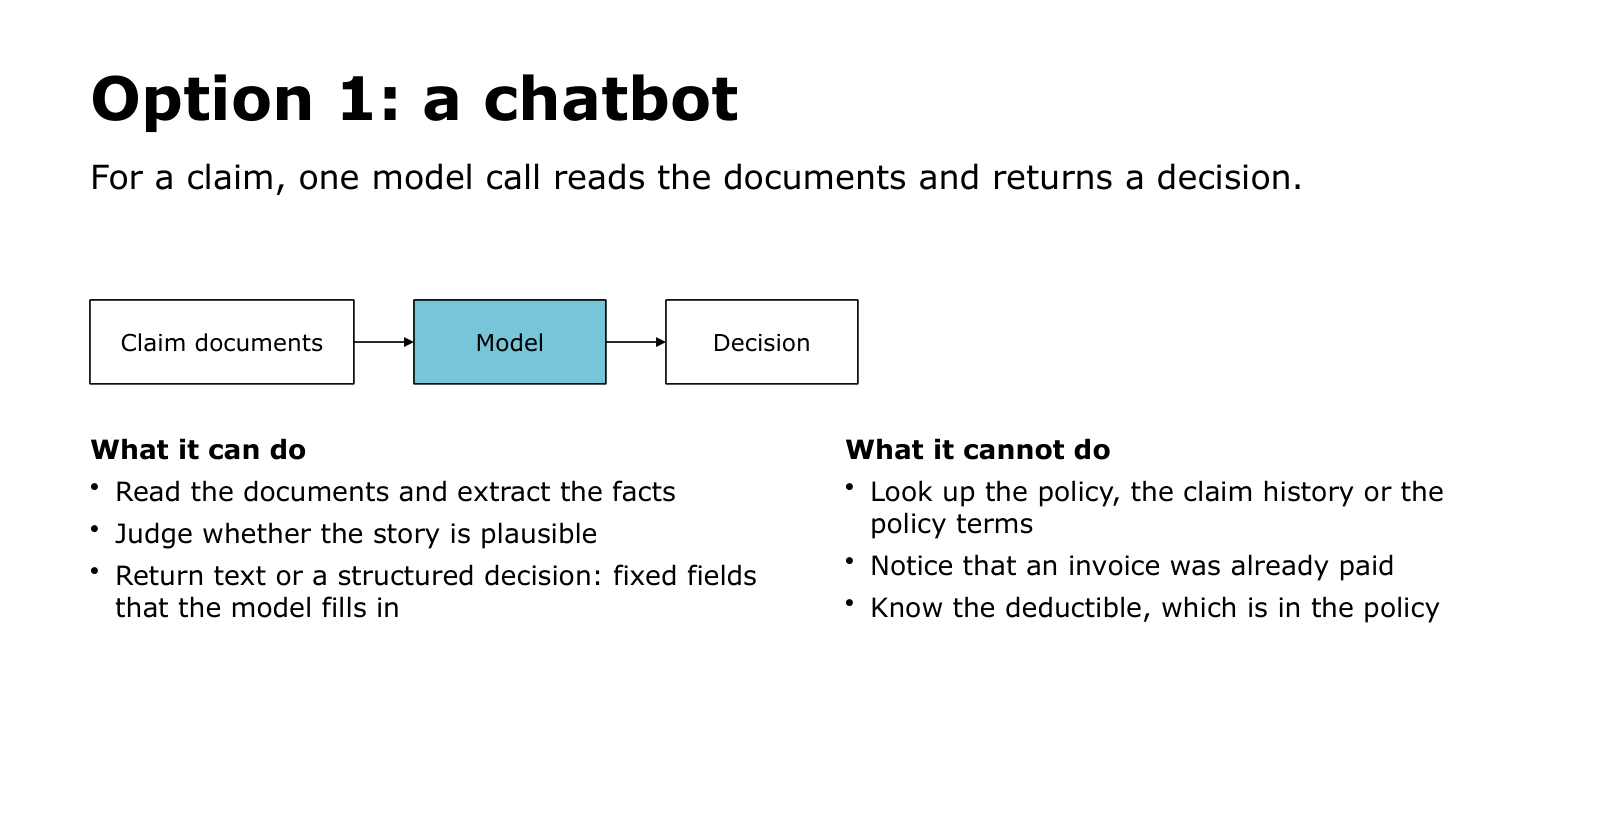 Option 1: a chatbot
For a claim, one model call reads the documents and returns a decision.
Claim documents
Model
Decision
What it can do
• Read the documents and extract the facts
• Judge whether the story is plausible
• Return text or a structured decision: fixed fields
that the model fills in
What it cannot do
• Look up the policy, the claim history or the
policy terms
• Notice that an invoice was already paid
• Know the deductible, which is in the policy